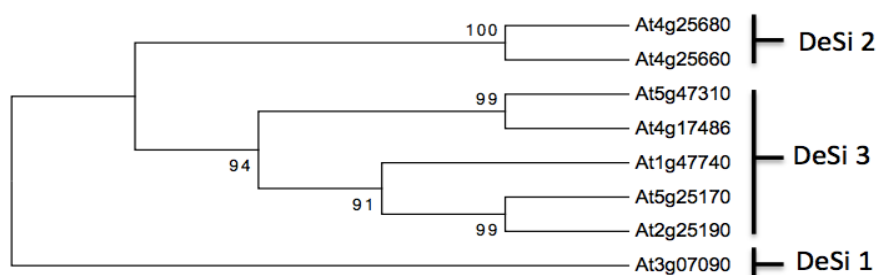 100
At4g25680
At4g25660
DeSi 2
99
At5g47310
At4g17486
94
At1g47740
DeSi 3
91
At5g25170
99
At2g25190
At3g07090
DeSi 1